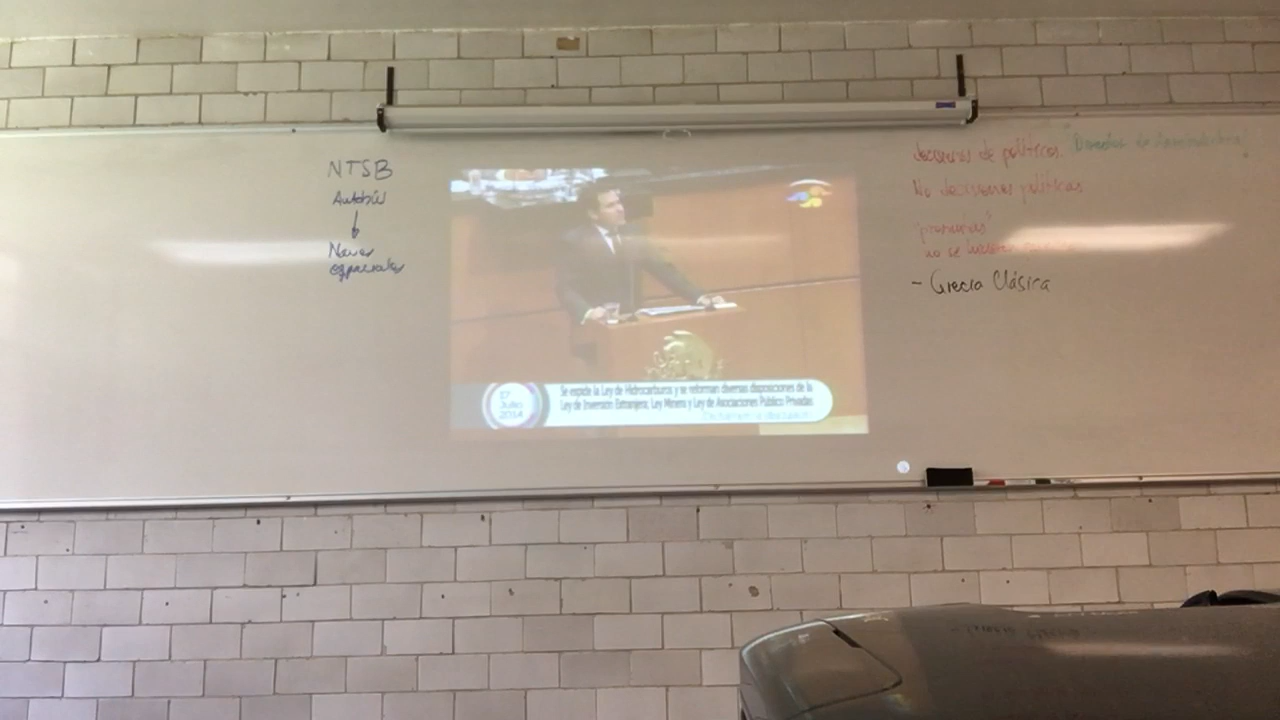 NTSB
Autobús
Naves
espaciales
17
Julio
2014
Se expide la Ley de Hidrocarburos y se reforman diversas disposiciones de la
Ley de Inversión Extranjera, Ley Minera y Ley de Asociaciones Público Privadas
decisiones de políticos.
No decisiones políticas
no se
- Grecia Clásica